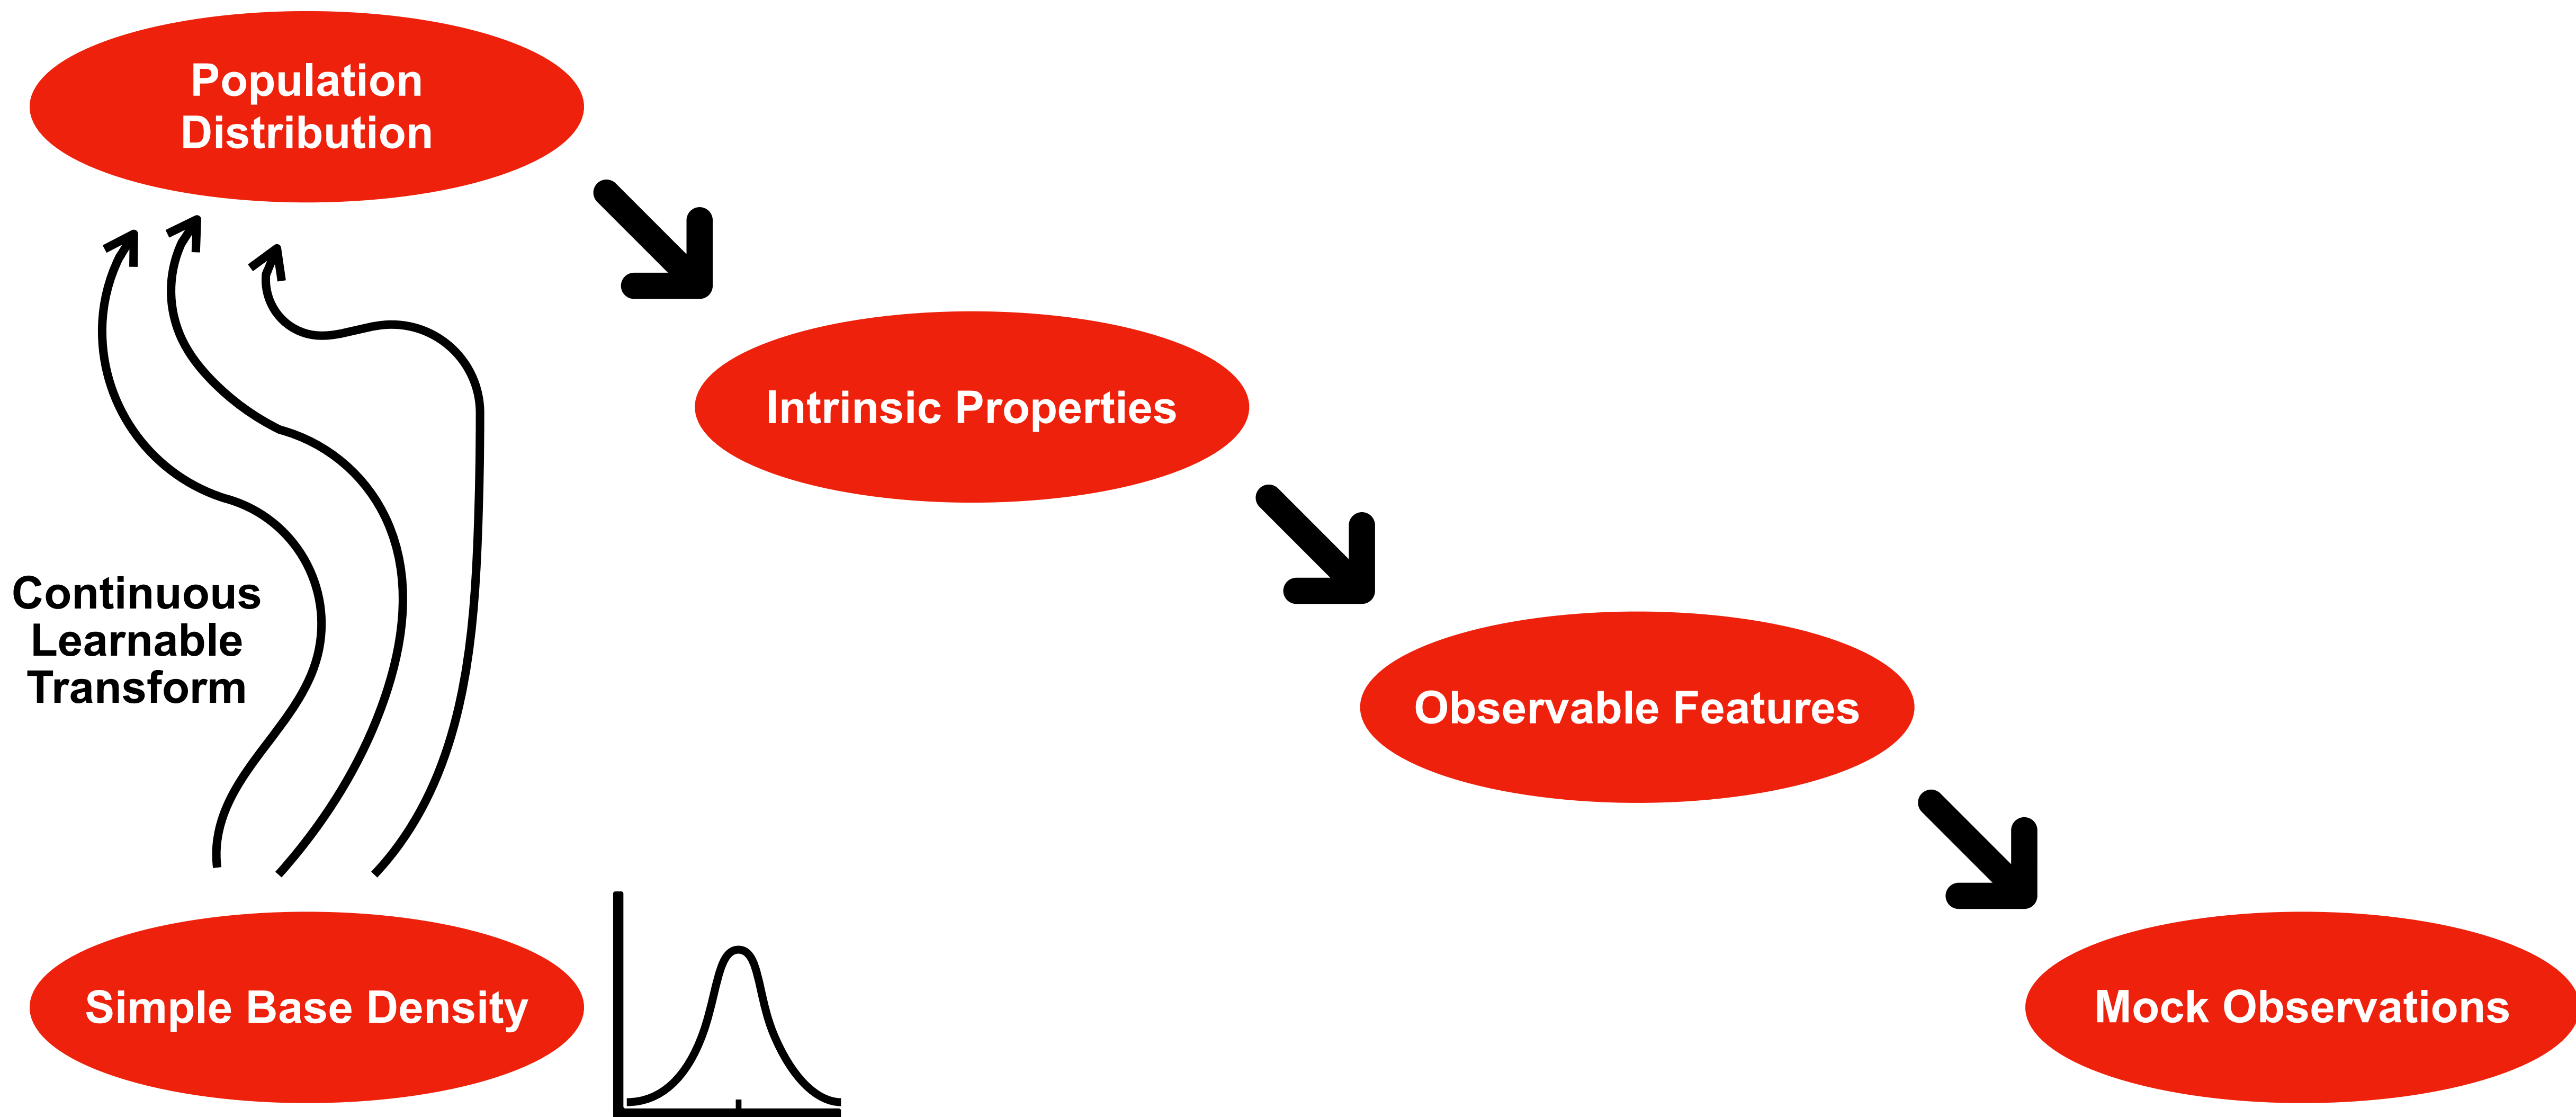 Population
Distribution
Intrinsic Properties
Continuous
Learnable
Transform
Observable Features
Simple Base Density
Mock Observations